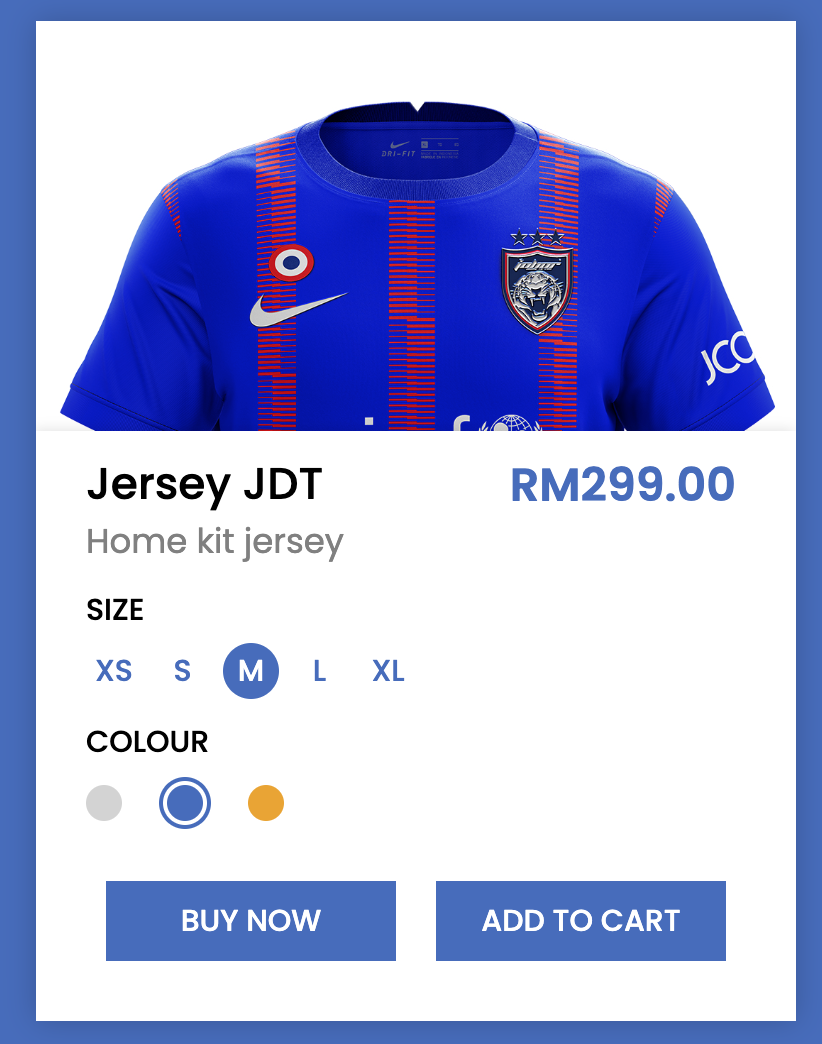 DRI-FIT
johor
JCO
Jersey JDT
RM299.00
Home kit jersey
SIZE
XS S M L XL
COLOUR
BUY NOW
ADD TO CART